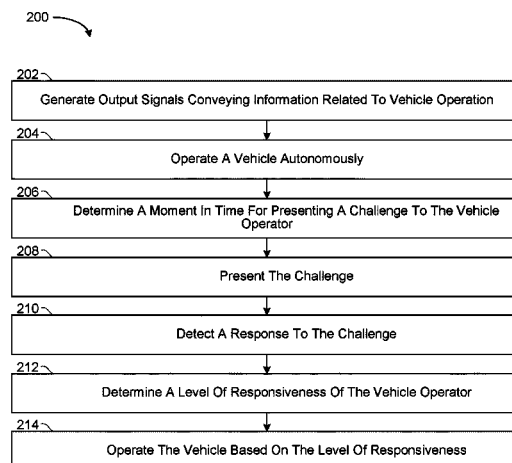 200
202
Generate Output Signals Conveying Information Related To Vehicle Operation
204
Operate A Vehicle Autonomously
206
Determine A Moment In Time For Presenting A Challenge To The Vehicle
Operator
208
Present The Challenge
210
Detect A Response To The Challenge
212
Determine A Level Of Responsiveness Of The Vehicle Operator
214
Operate The Vehicle Based On The Level Of Responsiveness